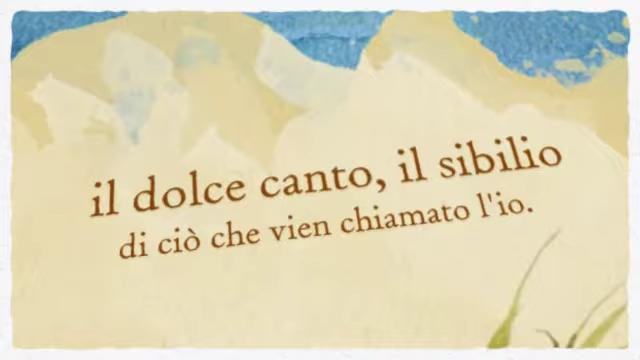 il dolce canto, il sibilio
di ciò che vien chiamato l'io.